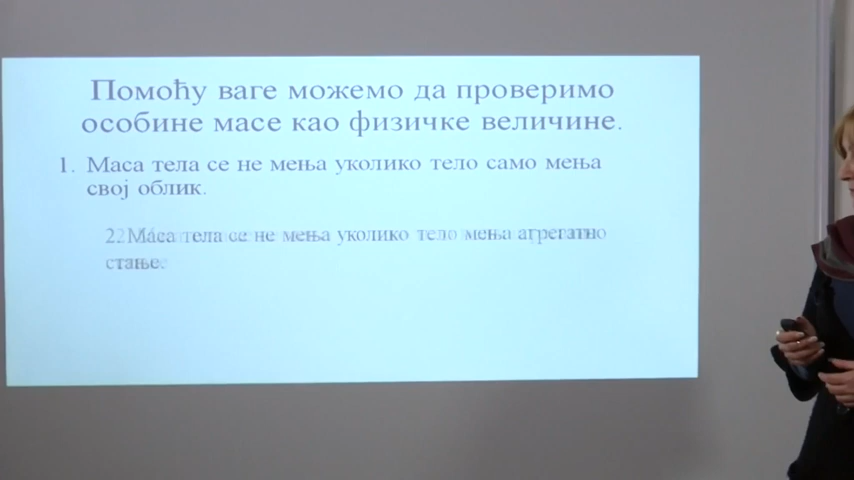 Помоћу ваге можемо да проверимо
особине масе као физичке величине.
1. Маса тела се не мења уколико тело само мења
свој облик.
2. Маса тела се не мења уколико тело мења агрегатно
стање.